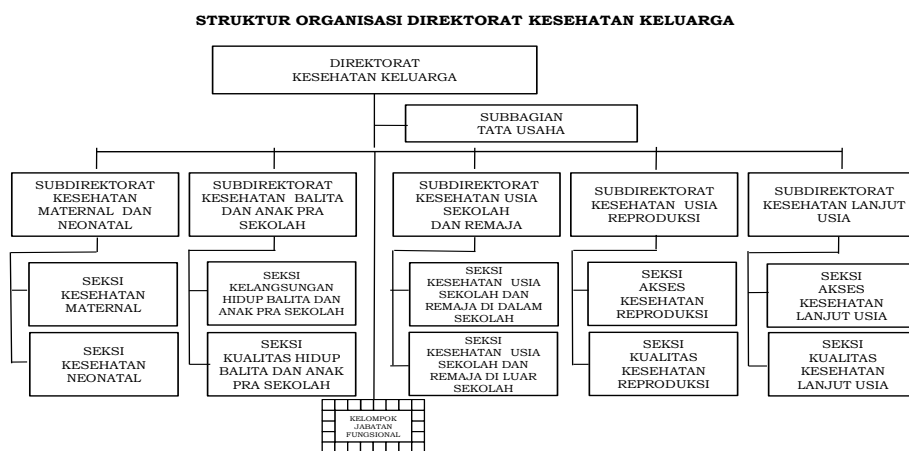 STRUKTUR ORGANISASI DIREKTORAT KESEHATAN KELUARGA
DIREKTORAT
KESEHATAN KELUARGA
SUBBAGIAN
TATA USAHA
SUBDIREKTORAT
KESEHATAN
MATERNAL DAN
NEONATAL
SUBDIREKTORAT
KESEHATAN BALITA
DAN ANAK PRA
SEKOLAH
SUBDIREKTORAT
KESEHATAN USIA
SEKOLAH
DAN REMAJA
SUBDIREKTORAT
KESEHATAN USIA
REPRODUKSI
SUBDIREKTORAT
KESEHATAN LANJUT
USIA
SEKSI
KESEHATAN
MATERNAL
SEKSI
KELANGSUNGAN
HIDUP BALITA DAN
ANAK PRA SEKOLAH
SEKSI
KESEHATAN USIA
SEKOLAH DAN
REMAJA DI DALAM
SEKOLAH
SEKSI
AKSES
KESEHATAN
REPRODUKSI
SEKSI
AKSES
KESEHATAN
LANJUT USIA
SEKSI
KESEHATAN
NEONATAL
SEKSI
KUALITAS HIDUP
BALITA DAN ANAK
PRA SEKOLAH
SEKSI
KESEHATAN USIA
SEKOLAH DAN
REMAJA DI LUAR
SEKOLAH
SEKSI
KUALITAS
KESEHATAN
REPRODUKSI
SEKSI
KUALITAS
KESEHATAN
LANJUT USIA
KELOMPOK
JABATAN
FUNGSIONAL